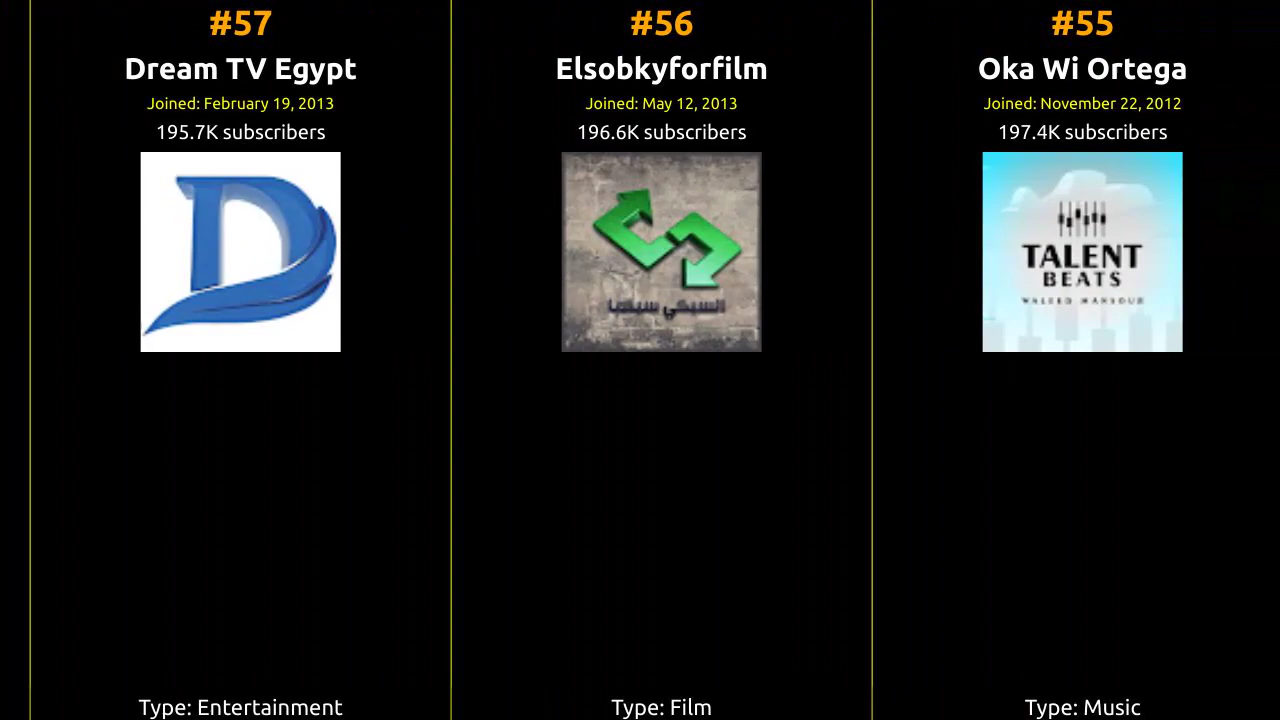 #57
Dream TV Egypt
Joined: February 19, 2013
195.7K subscribers
Type: Entertainment
#56
Elsobkyforfilm
Joined: May 12, 2013
196.6K subscribers
السبكي سيما
Type: Film
#55
Oka Wi Ortega
Joined: November 22, 2012
197.4K subscribers
TALENT
BEATS
WALEED MANSOUR
Type: Music